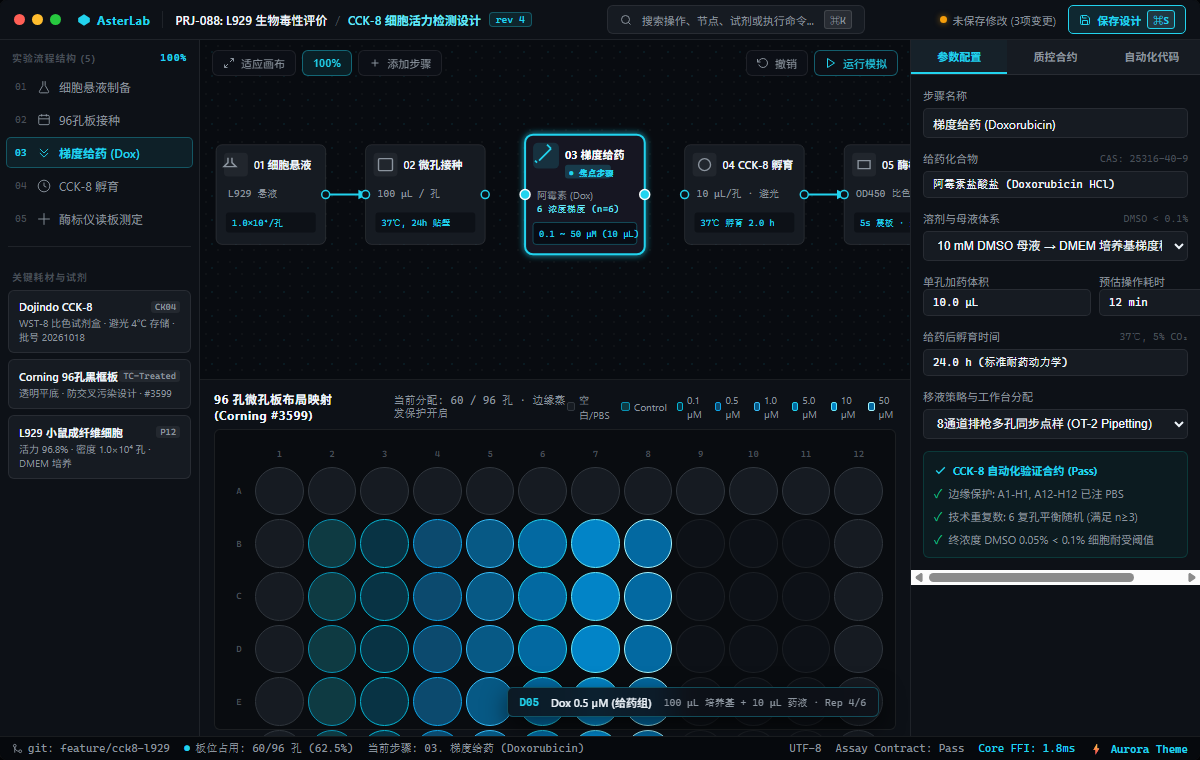 AsterLab
PRJ-088: L929 生物毒性评价 / CCK-8 细胞活力检测设计 rev 4
搜索操作、节点、试剂或执行命令... ⌘K
未保存修改 (3项变更)
保存设计 ⌘S
实验流程结构 (5) 100%
01 细胞悬液制备
02 96孔板接种
03 梯度给药 (Dox)
04 CCK-8 孵育
05 酶标仪读板测定
关键耗材与试剂
Dojindo CCK-8 CK04
WST-8 比色试剂盒 · 避光 4℃ 存储 ·
批号 20261018
Corning 96孔黑框板 TC-Treated
透明平底 · 防交叉污染设计 · #3599
L929 小鼠成纤维细胞 P12
活力 96.8% · 密度 1.0×10⁴ 孔 ·
DMEM 培养
适应画布
100%
添加步骤
撤销
运行模拟
01 细胞悬液
L929 悬液
1.0×10⁴/孔
02 微孔接种
100 μL / 孔
37℃, 24h 贴壁
03 梯度给药
焦点步骤
阿霉素 (Dox)
6 浓度梯度 (n=6)
0.1 ~ 50 μM (10 μL)
04 CCK-8 孵育
10 μL/孔 · 避光
37℃ 孵育 2.0 h
05 酶标
OD450 比色
5s 震板 ·
96 孔微孔板布局映射
(Corning #3599)
当前分配: 60 / 96 孔 · 边缘蒸
发保护开启
空
白/PBS
Control
0.1
μM
0.5
μM
1.0
μM
5.0
μM
10
μM
50
μM
1 2 3 4 5 6 7 8 9 10 11 12
A
B
C
D
E
D05 Dox 0.5 μM (给药组) 100 μL 培养基 + 10 μL 药液 · Rep 4/6
参数配置
质控合约
自动化代码
步骤名称
梯度给药 (Doxorubicin)
给药化合物 CAS: 25316-40-9
阿霉素盐酸盐 (Doxorubicin HCl)
溶剂与母液体系 DMSO < 0.1%
10 mM DMSO 母液 → DMEM 培养基梯度稀
单孔加药体积
10.0 μL
预估操作耗时
12 min
给药后孵育时间 37℃, 5% CO₂
24.0 h (标准耐药动力学)
移液策略与工作台分配
8通道排枪多孔同步点样 (OT-2 Pipetting)
CCK-8 自动化验证合约 (Pass)
✓ 边缘保护: A1-H1, A12-H12 已注 PBS
✓ 技术重复数: 6 复孔平衡随机 (满足 n≥3)
✓ 终浓度 DMSO 0.05% < 0.1% 细胞耐受阈值
git: feature/cck8-l929
板位占用: 60/96 孔 (62.5%)
当前步骤: 03. 梯度给药 (Doxorubicin)
UTF-8
Assay Contract: Pass
Core FFI: 1.8ms
Aurora Theme